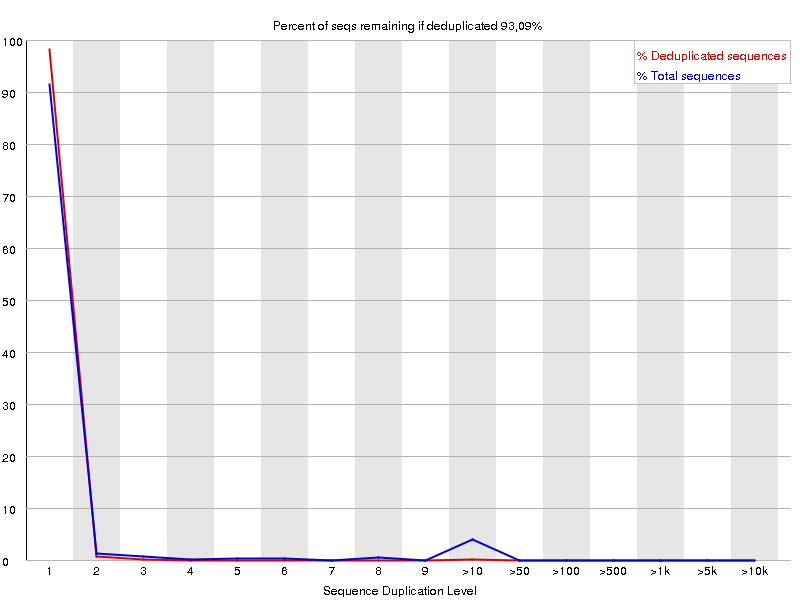 Percent of seqs remaining if deduplicated 93,09%
% Deduplicated sequences
% Total sequences
100
90
80
70
60
50
40
30
20
10
0
1 2 3 4 5 6 7 8 9 >10 >50 >100 >500 >1k >5k >10k
Sequence Duplication Level